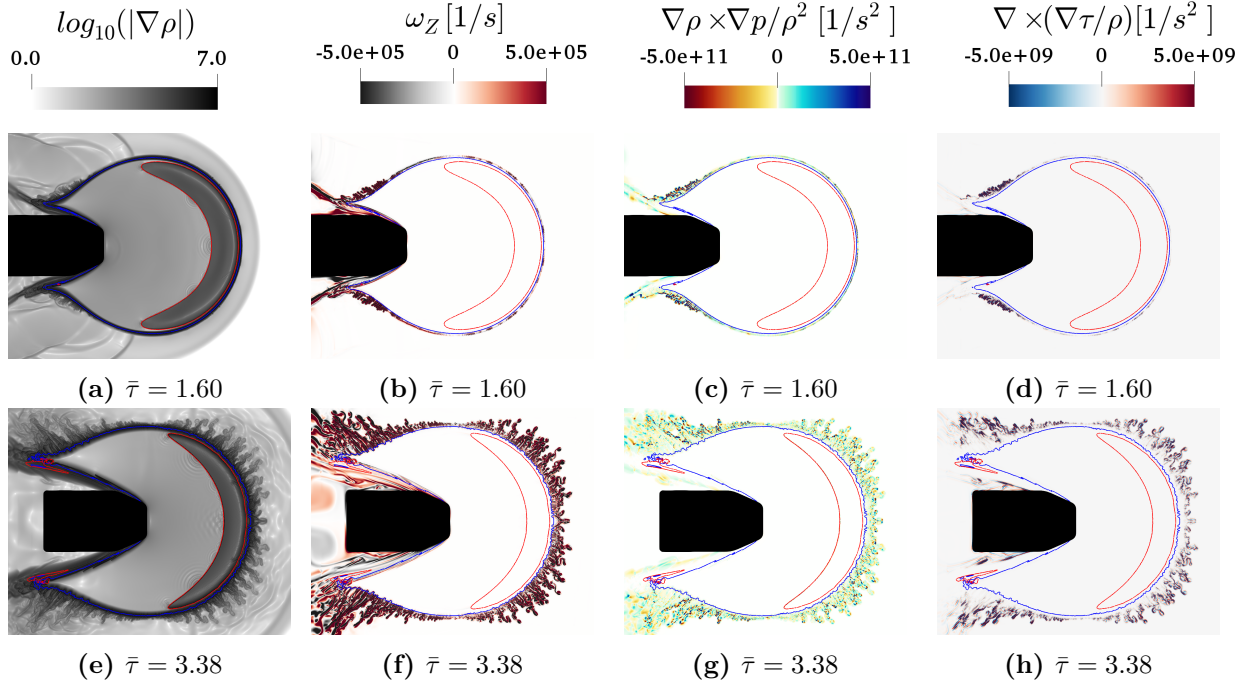 log₁₀(|∇ρ|)
0.0 7.0
ω_Z [1/s]
-5.0e+05 0 5.0e+05
∇ρ ×∇p/ρ² [1/s²]
-5.0e+11 0 5.0e+11
∇ ×(∇τ/ρ)[1/s²]
-5.0e+09 0 5.0e+09
(a) τ̄ = 1.60
(b) τ̄ = 1.60
(c) τ̄ = 1.60
(d) τ̄ = 1.60
(e) τ̄ = 3.38
(f) τ̄ = 3.38
(g) τ̄ = 3.38
(h) τ̄ = 3.38